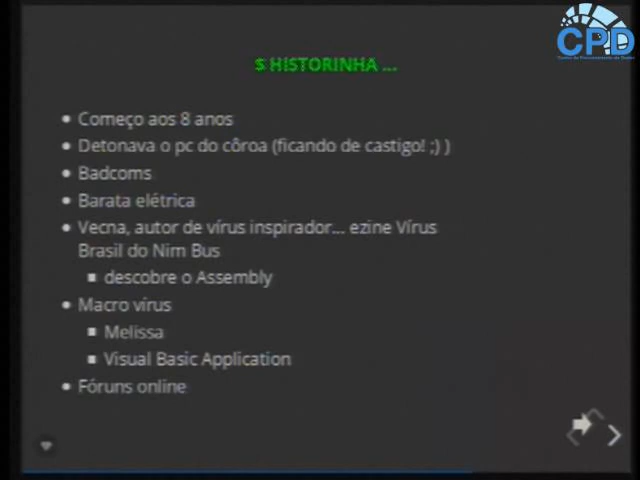 CPD
$ HISTORINHA ...
Começo aos 8 anos
Detonava o pc do côroa (ficando de castigo! ;) )
Badcoms
Barata elétrica
Vecna, autor de vírus inspirador... ezine Vírus
Brasil do Nim Bus
descobre o Assembly
Macro vírus
Melissa
Visual Basic Application
Fóruns online